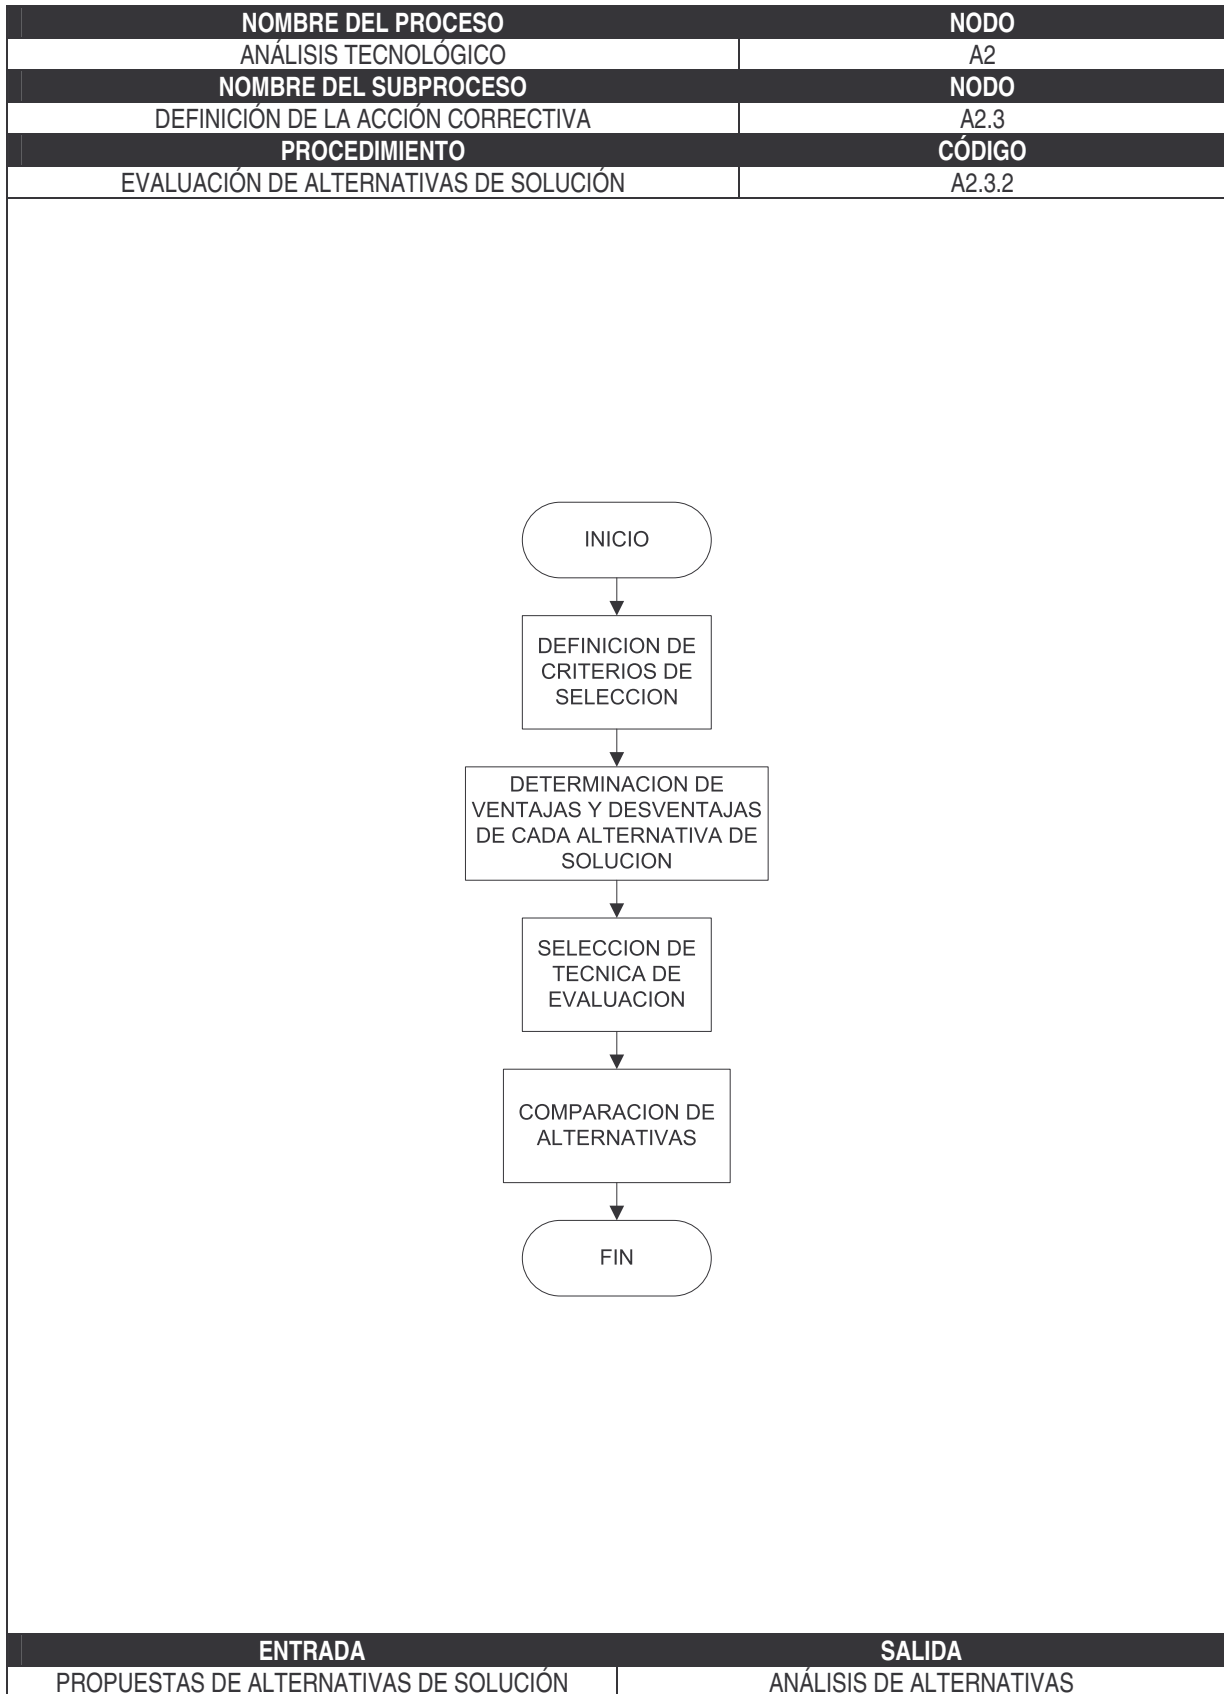 NOMBRE DEL PROCESO NODO
ANÁLISIS TECNOLÓGICO A2
NOMBRE DEL SUBPROCESO NODO
DEFINICIÓN DE LA ACCIÓN CORRECTIVA A2.3
PROCEDIMIENTO CÓDIGO
EVALUACIÓN DE ALTERNATIVAS DE SOLUCIÓN A2.3.2
INICIO
DEFINICION DE
CRITERIOS DE
SELECCION
DETERMINACION DE
VENTAJAS Y DESVENTAJAS
DE CADA ALTERNATIVA DE
SOLUCION
SELECCION DE
TECNICA DE
EVALUACION
COMPARACION DE
ALTERNATIVAS
FIN
ENTRADA SALIDA
PROPUESTAS DE ALTERNATIVAS DE SOLUCIÓN ANÁLISIS DE ALTERNATIVAS